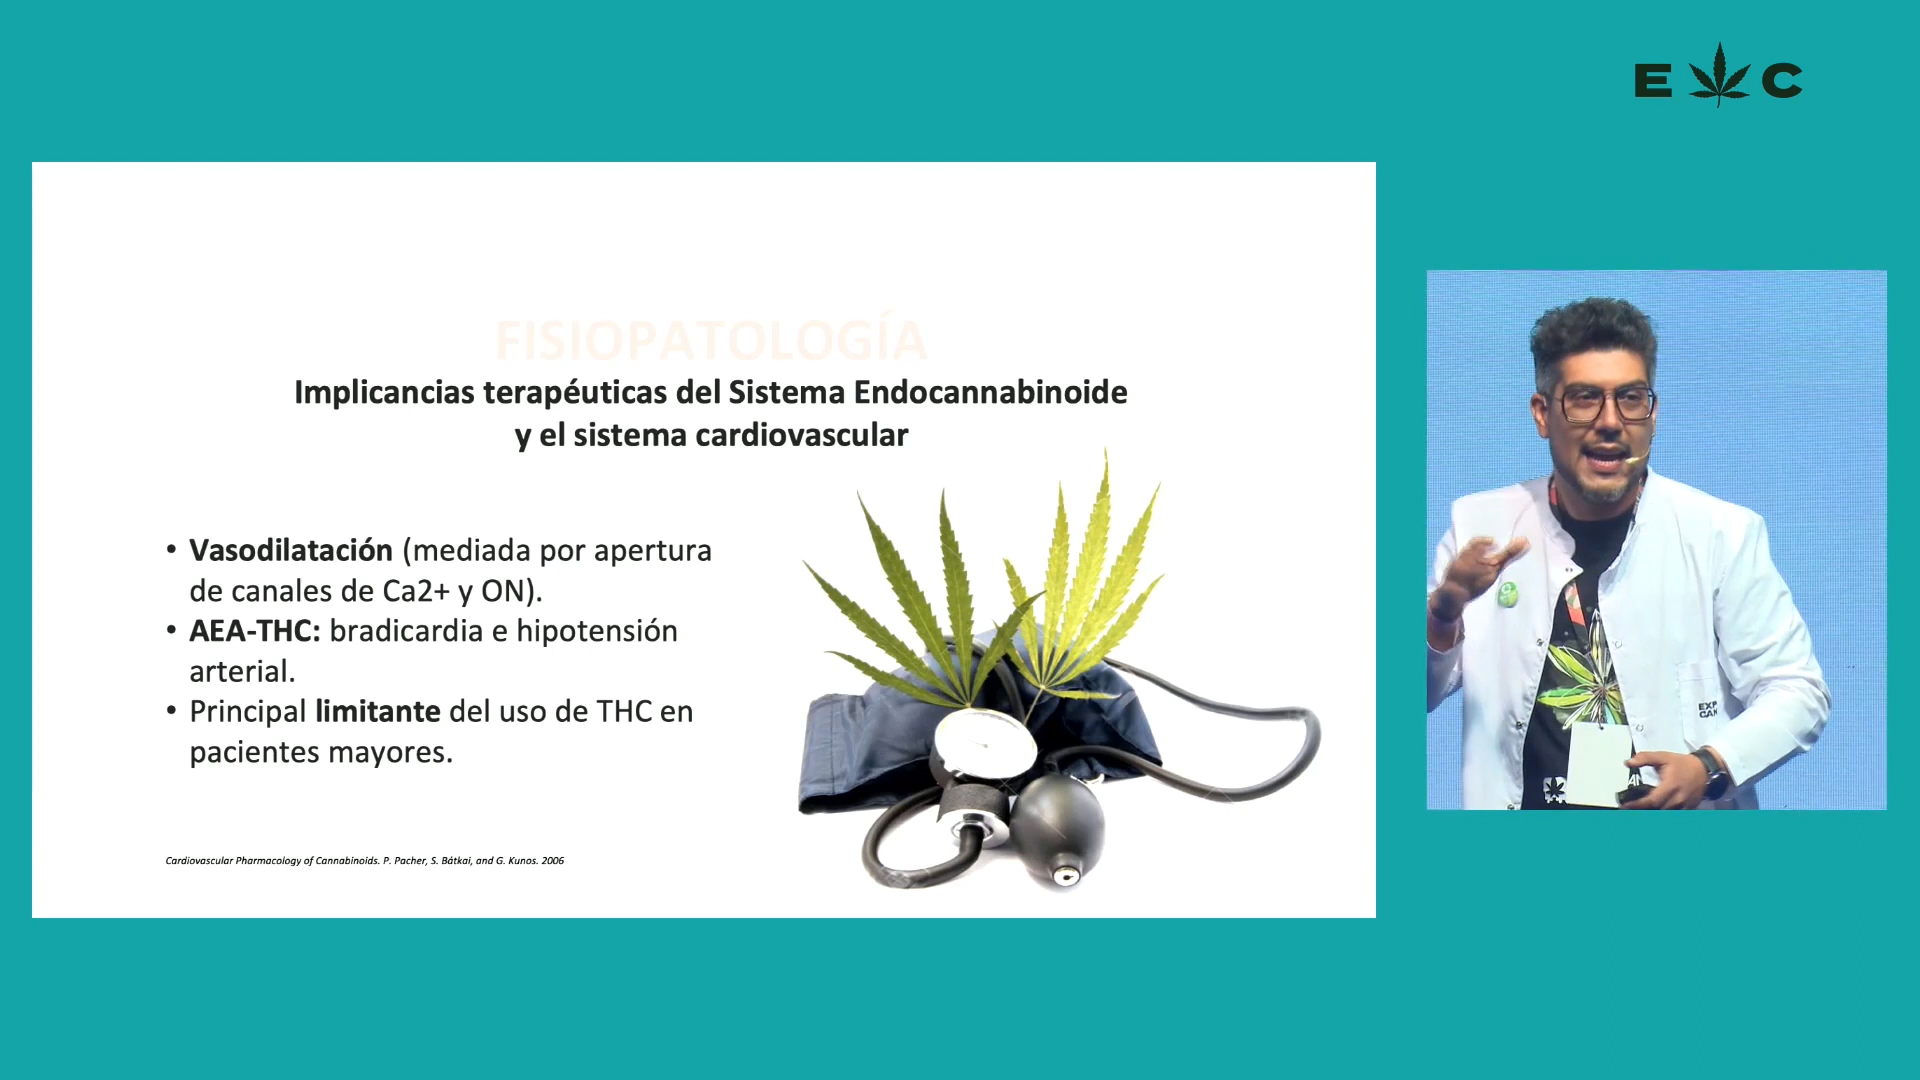 E C
FISIOPATOLOGÍA
Implicancias terapéuticas del Sistema Endocannabinoide
y el sistema cardiovascular
• Vasodilatación (mediada por apertura
de canales de Ca2+ y ON).
• AEA-THC: bradicardia e hipotensión
arterial.
• Principal limitante del uso de THC en
pacientes mayores.
Cardiovascular Pharmacology of Cannabinoids. P. Pacher, S. Bátkai, and G. Kunos. 2006
EXP
CAN